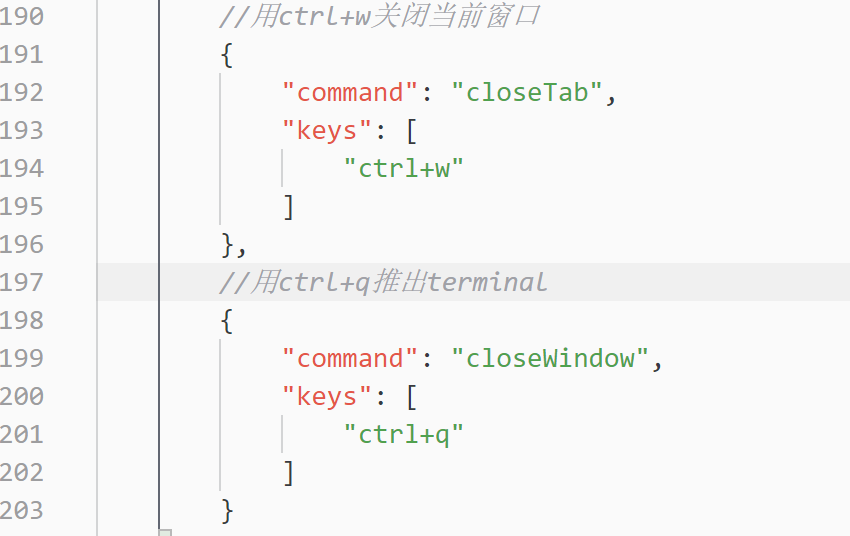 190 //用ctrl+w关闭当前窗口
191 {
192 "command": "closeTab",
193 "keys": [
194 "ctrl+w"
195 ]
196 },
197 //用ctrl+q推出terminal
198 {
199 "command": "closeWindow",
200 "keys": [
201 "ctrl+q"
202 ]
203 }